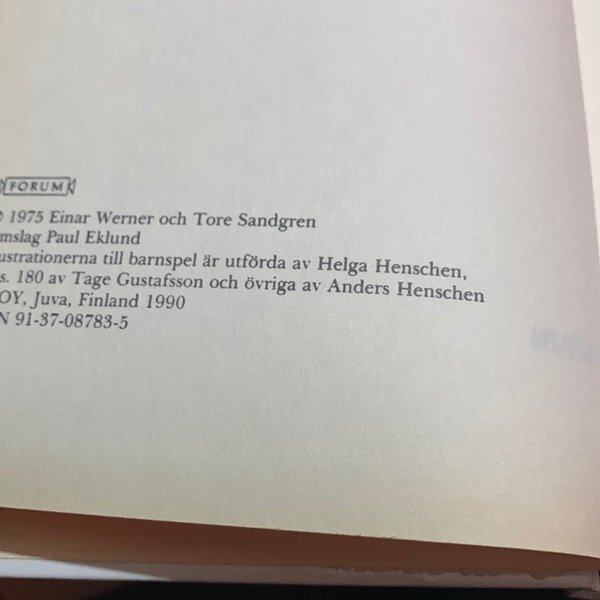 FORUM
© 1975 Einar Werner och Tore Sandgren
mslag Paul Eklund
ustrationerna till barnspel är utförda av Helga Henschen,
s. 180 av Tage Gustafsson och övriga av Anders Henschen
OY, Juva, Finland 1990
N 91-37-08783-5